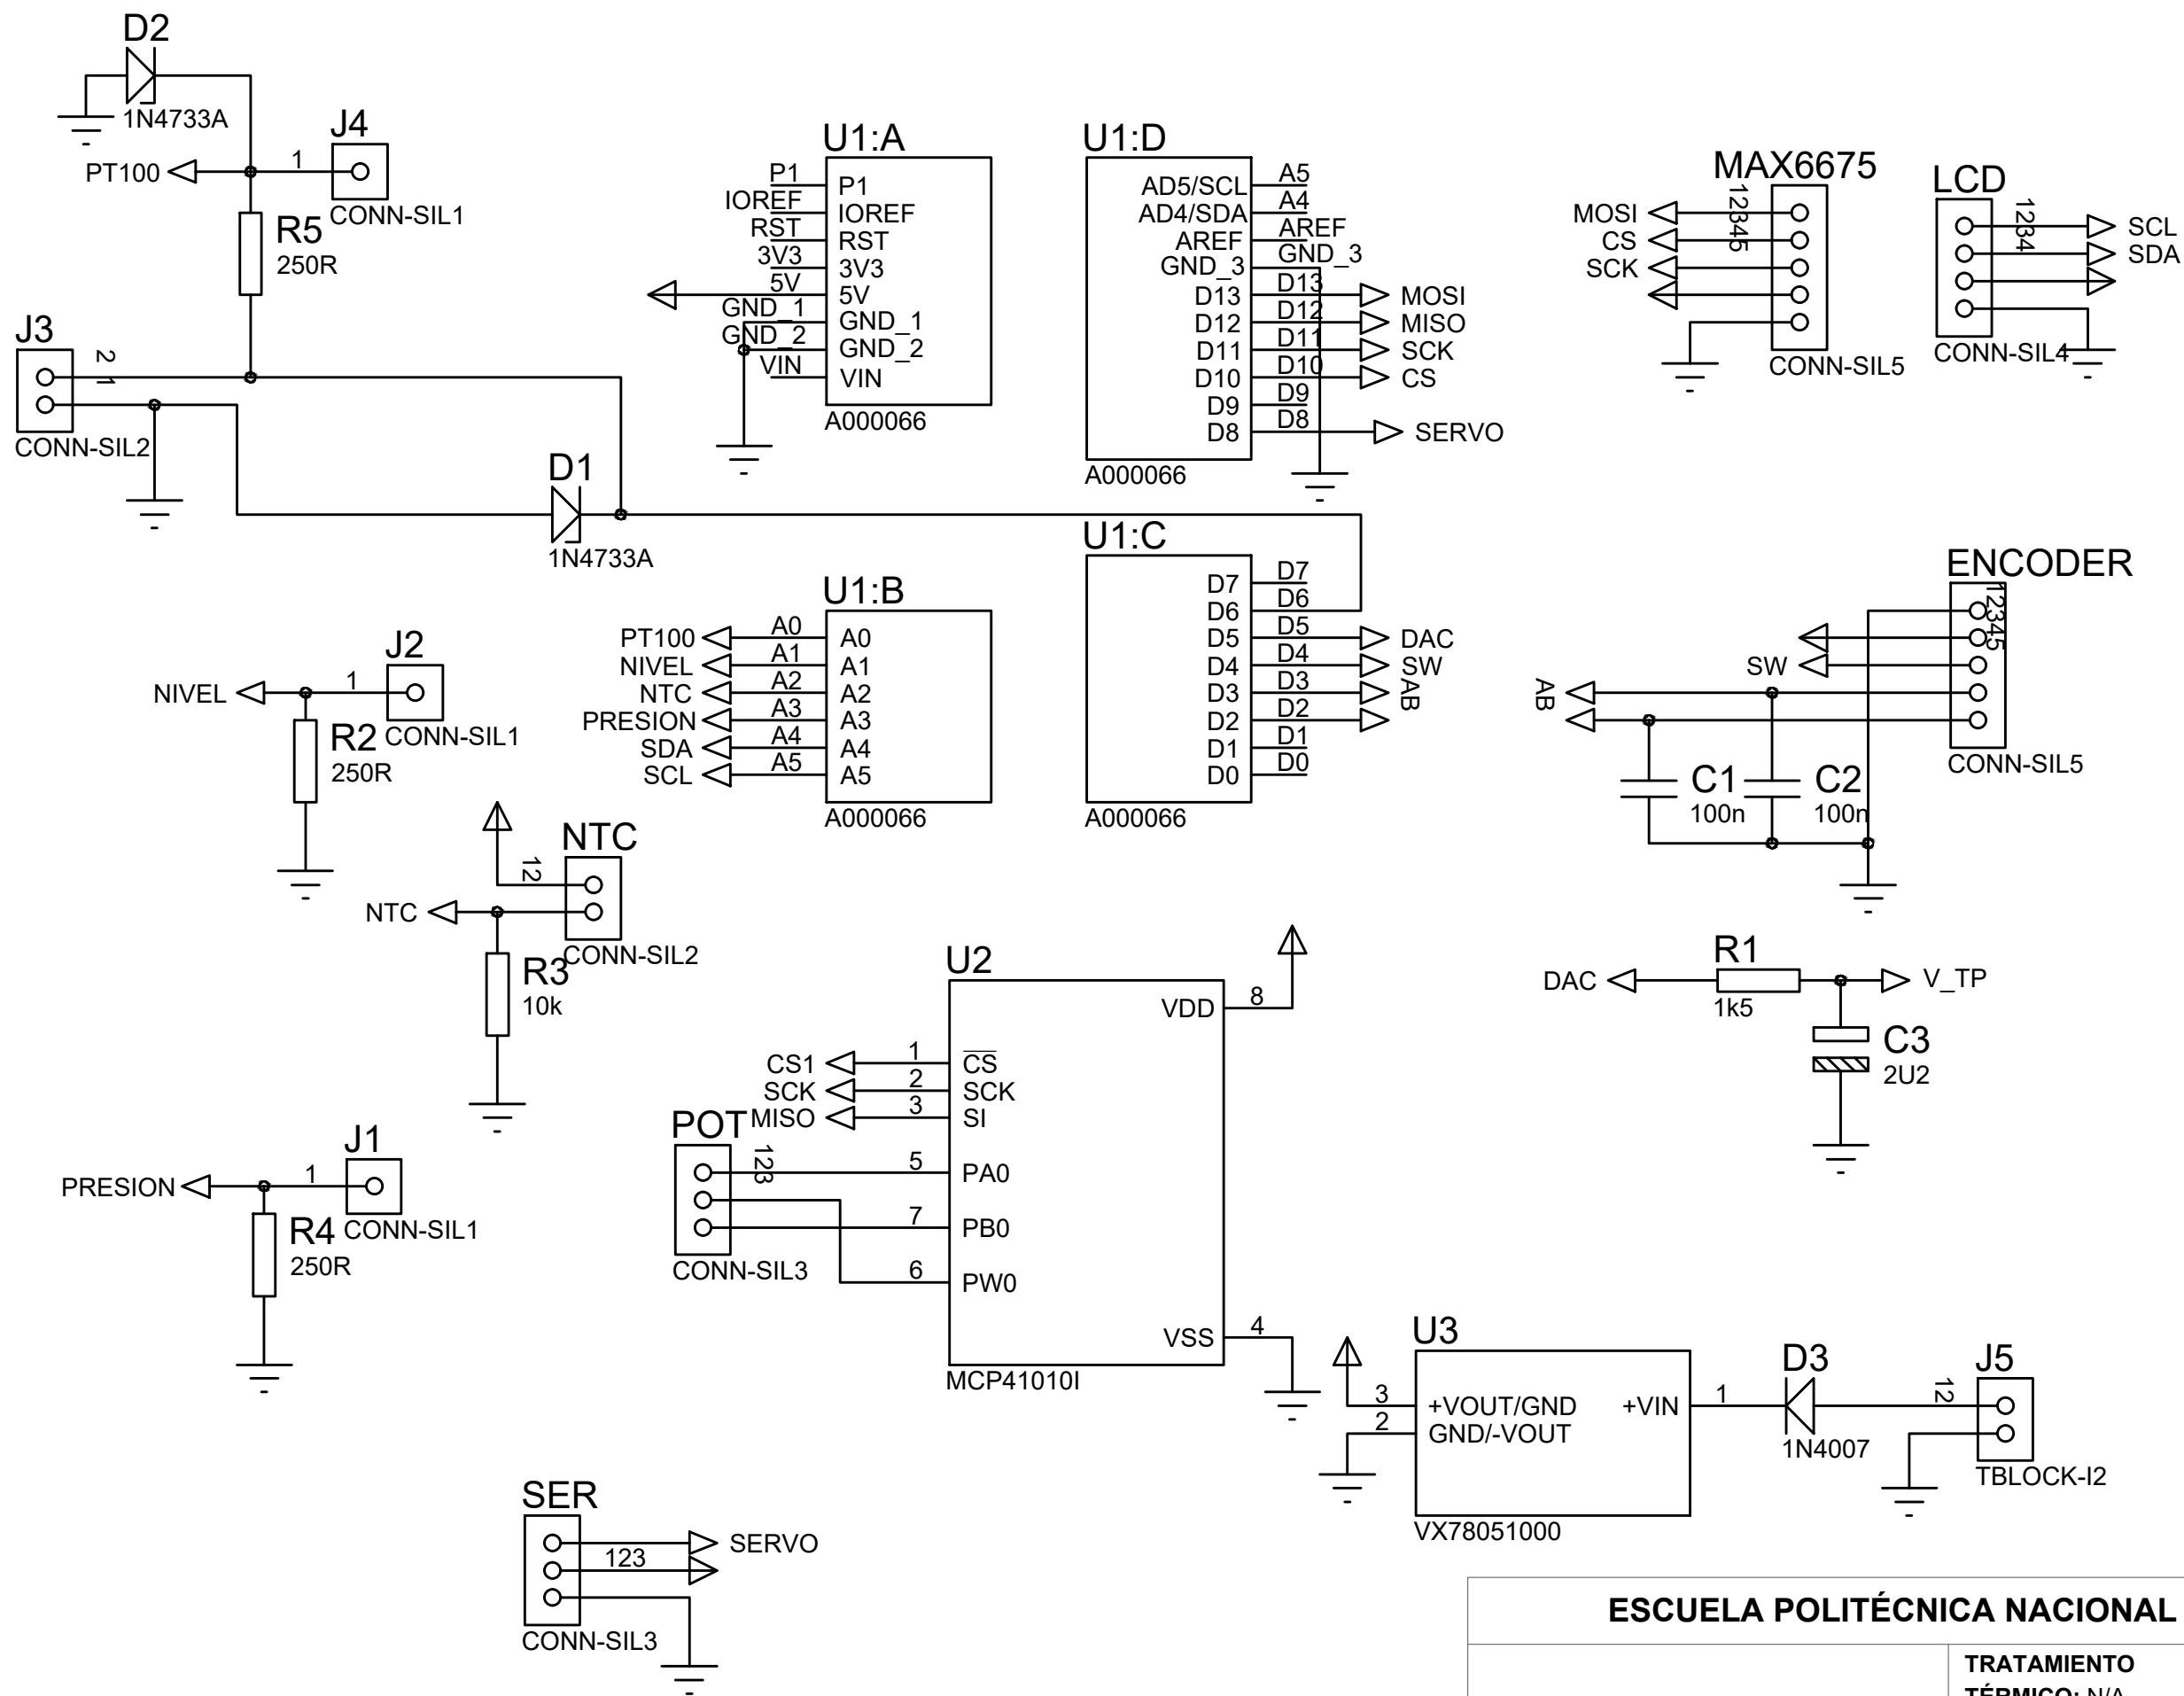 D2
1N4733A
J4
PT100
1
CONN-SIL1
R5
250R
J3
2
1
CONN-SIL2
D1
1N4733A
U1:A
P1
IOREF
RST
3V3
5V
GND_1
GND_2
VIN
P1
IOREF
RST
3V3
5V
GND_1
GND_2
VIN
A000066
U1:D
AD5/SCL
AD4/SDA
AREF
GND_3
D13
D12
D11
D10
D9
D8
A5
A4
AREF
GND_3
D13
D12
D11
D10
D9
D8
MOSI
MISO
SCK
CS
SERVO
A000066
MAX6675
MOSI
CS
SCK
12345
CONN-SIL5
LCD
1234
SCL
SDA
CONN-SIL4
U1:C
D7
D6
D5
D4
D3
D2
D1
D0
D7
D6
D5
D4
D3
D2
D1
D0
DAC
SW
AB
A000066
U1:B
PT100
NIVEL
NTC
PRESION
SDA
SCL
A0
A1
A2
A3
A4
A5
A0
A1
A2
A3
A4
A5
A000066
ENCODER
12345
SW
AB
CONN-SIL5
C1
100n
C2
100n
J2
NIVEL
1
CONN-SIL1
R2
250R
NTC
12
NTC
CONN-SIL2
R3
10k
U2
VDD
8
CS1
SCK
MISO
1
2
3
CS
SCK
SI
POT
123
5
7
6
PA0
PB0
PW0
CONN-SIL3
VSS
4
MCP41010I
DAC
R1
1k5
V_TP
C3
2U2
J1
PRESION
1
CONN-SIL1
R4
250R
U3
3
2
+VOUT/GND
GND/-VOUT
+VIN
1
VX78051000
D3
1N4007
J5
12
TBLOCK-I2
SER
123
SERVO
CONN-SIL3
ESCUELA POLITÉCNICA NACIONAL
TRATAMIENTO
TÉRMICO: N/A